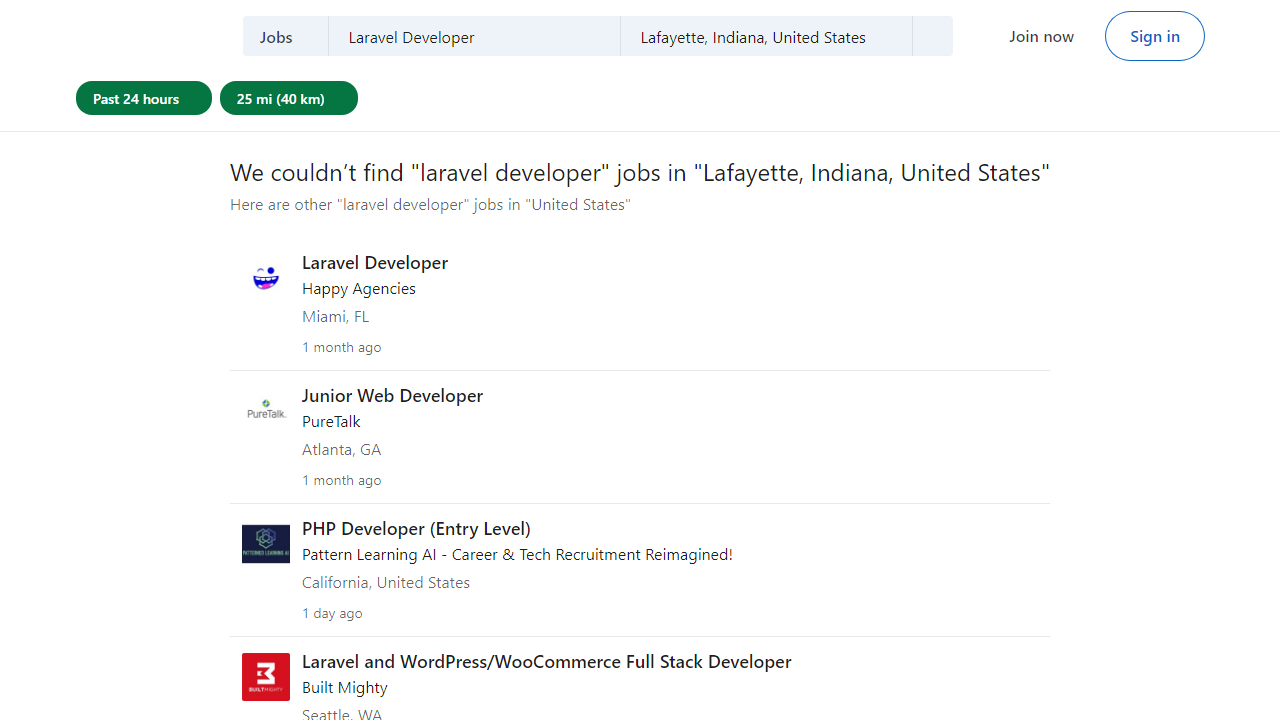 Jobs
Laravel Developer
Lafayette, Indiana, United States
Join now
Sign in
Past 24 hours
25 mi (40 km)
We couldn’t find "laravel developer" jobs in "Lafayette, Indiana, United States"
Here are other "laravel developer" jobs in "United States"
Laravel Developer
Happy Agencies
Miami, FL
1 month ago
PureTalk.
Junior Web Developer
PureTalk
Atlanta, GA
1 month ago
PATTERNED LEARNING AI
PHP Developer (Entry Level)
Pattern Learning AI - Career & Tech Recruitment Reimagined!
California, United States
1 day ago
BUILTMIGHTY
Laravel and WordPress/WooCommerce Full Stack Developer
Built Mighty
Seattle, WA